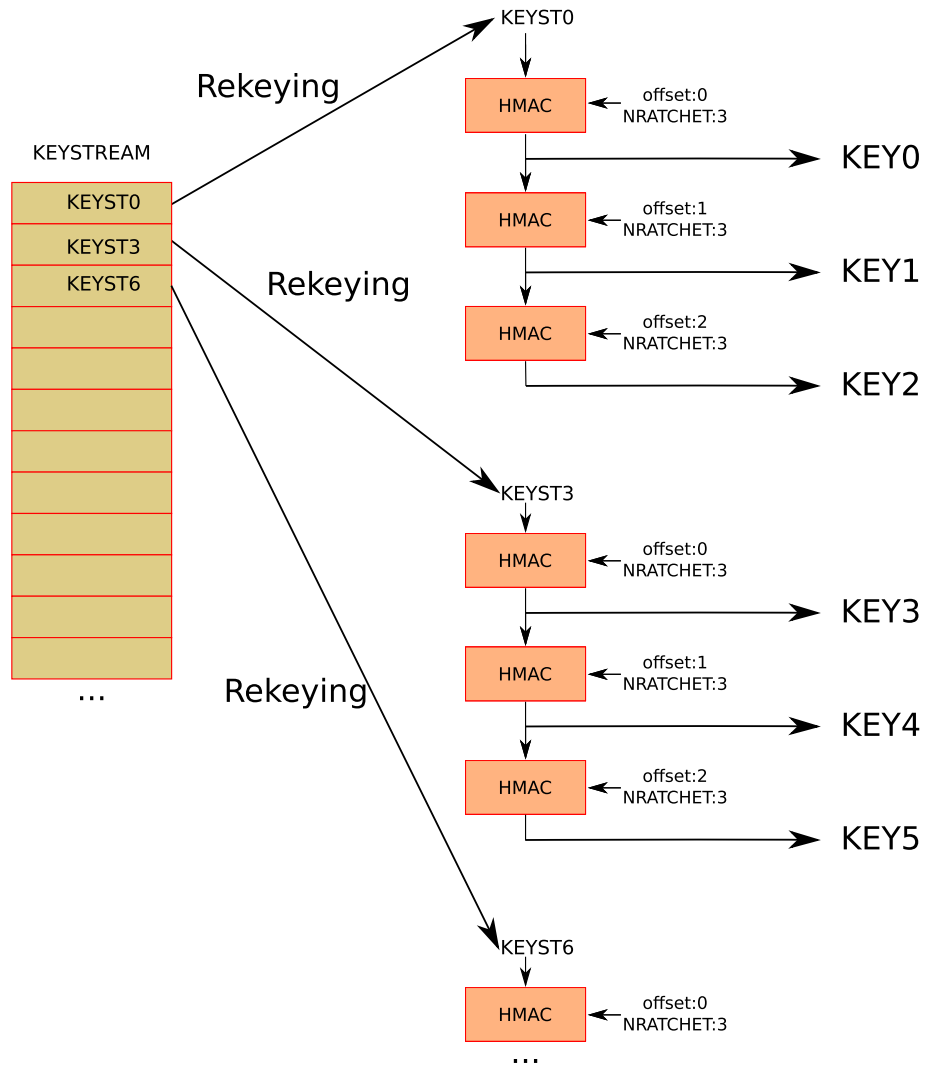 KEYSTREAM
KEYST0
KEYST3
KEYST6
...
Rekeying
Rekeying
Rekeying
KEYST0
HMAC
offset:0
NRATCHET:3
KEY0
HMAC
offset:1
NRATCHET:3
KEY1
HMAC
offset:2
NRATCHET:3
KEY2
KEYST3
HMAC
offset:0
NRATCHET:3
KEY3
HMAC
offset:1
NRATCHET:3
KEY4
HMAC
offset:2
NRATCHET:3
KEY5
KEYST6
HMAC
offset:0
NRATCHET:3
...